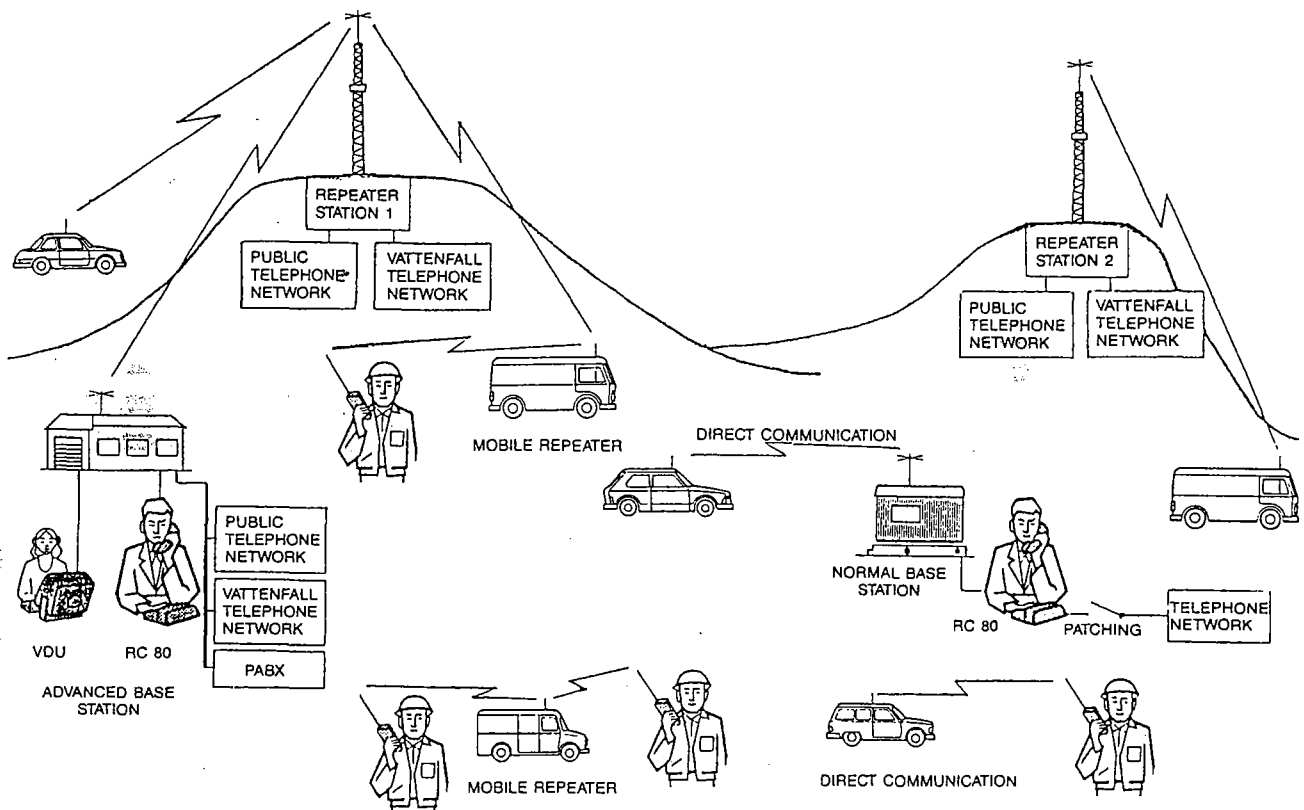 REPEATER
STATION 1
PUBLIC
TELEPHONE
NETWORK
VATTENFALL
TELEPHONE
NETWORK
REPEATER
STATION 2
PUBLIC
TELEPHONE
NETWORK
VATTENFALL
TELEPHONE
NETWORK
MOBILE REPEATER
DIRECT COMMUNICATION
PUBLIC
TELEPHONE
NETWORK
VATTENFALL
TELEPHONE
NETWORK
PABX
VDU
RC 80
ADVANCED BASE
STATION
NORMAL BASE
STATION
RC 80
PATCHING
TELEPHONE
NETWORK
MOBILE REPEATER
DIRECT COMMUNICATION